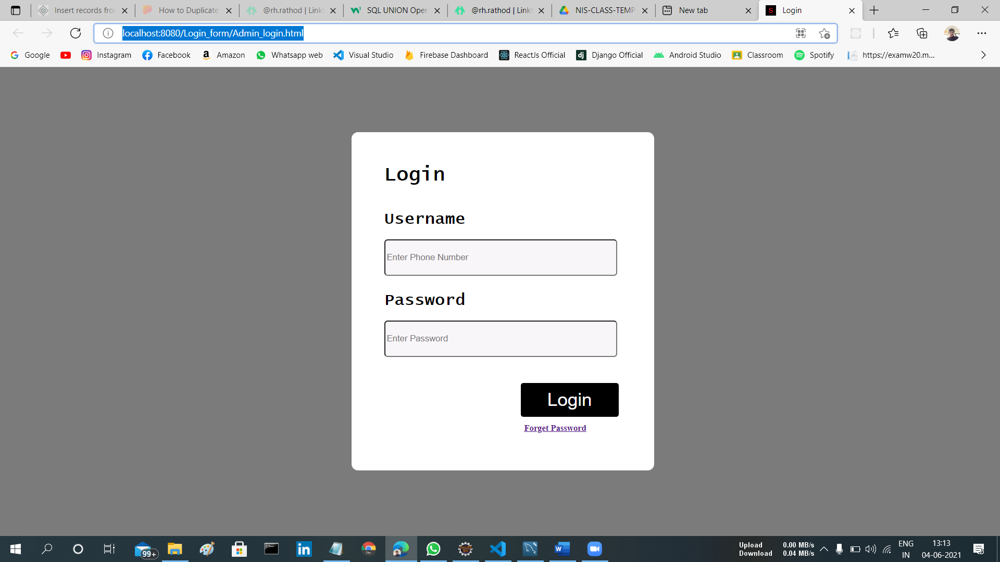 Insert records fro
How to Duplicate
@rh.rathod | Linkt
SQL UNION Oper
@rh.rathod | Linkt
NIS-CLASS-TEMP
New tab
Login
localhost:8080/Login_form/Admin_login.html
Google
Instagram
Facebook
Amazon
Whatsapp web
Visual Studio
Firebase Dashboard
ReactJs Official
Django Official
Android Studio
Classroom
Spotify
https://examw20.m...
Login
Username
Enter Phone Number
Password
Enter Password
Login
Forget Password
99+
Upload 0.00 MB/s
Download 0.04 MB/s
ENG
IN
13:13
04-06-2021